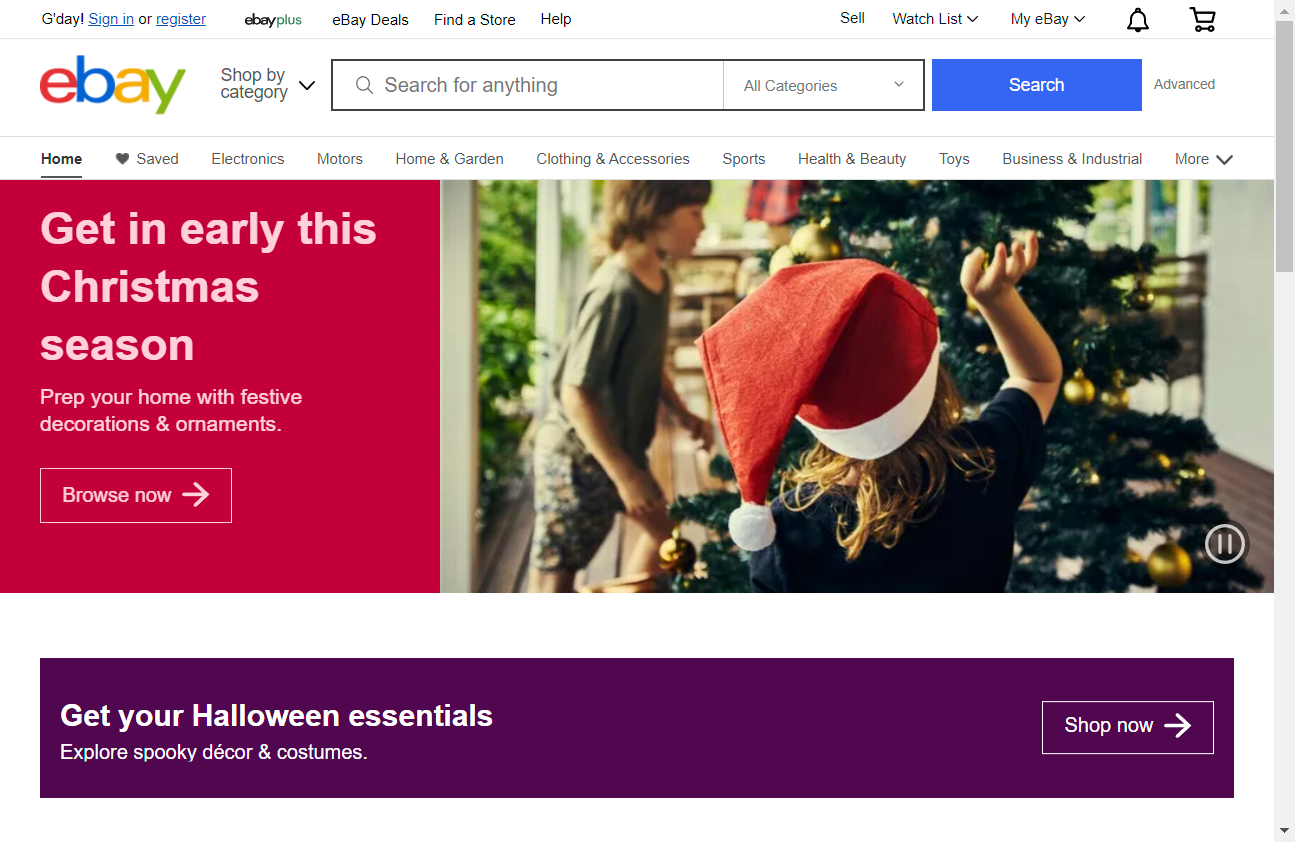 G'day! Sign in or register
ebayplus
eBay Deals
Find a Store
Help
Sell
Watch List
My eBay
ebay
Shop by
category
Search for anything
All Categories
Search
Advanced
Home
Saved
Electronics
Motors
Home & Garden
Clothing & Accessories
Sports
Health & Beauty
Toys
Business & Industrial
More
Get in early this
Christmas
season
Prep your home with festive
decorations & ornaments.
Browse now
Get your Halloween essentials
Explore spooky décor & costumes.
Shop now